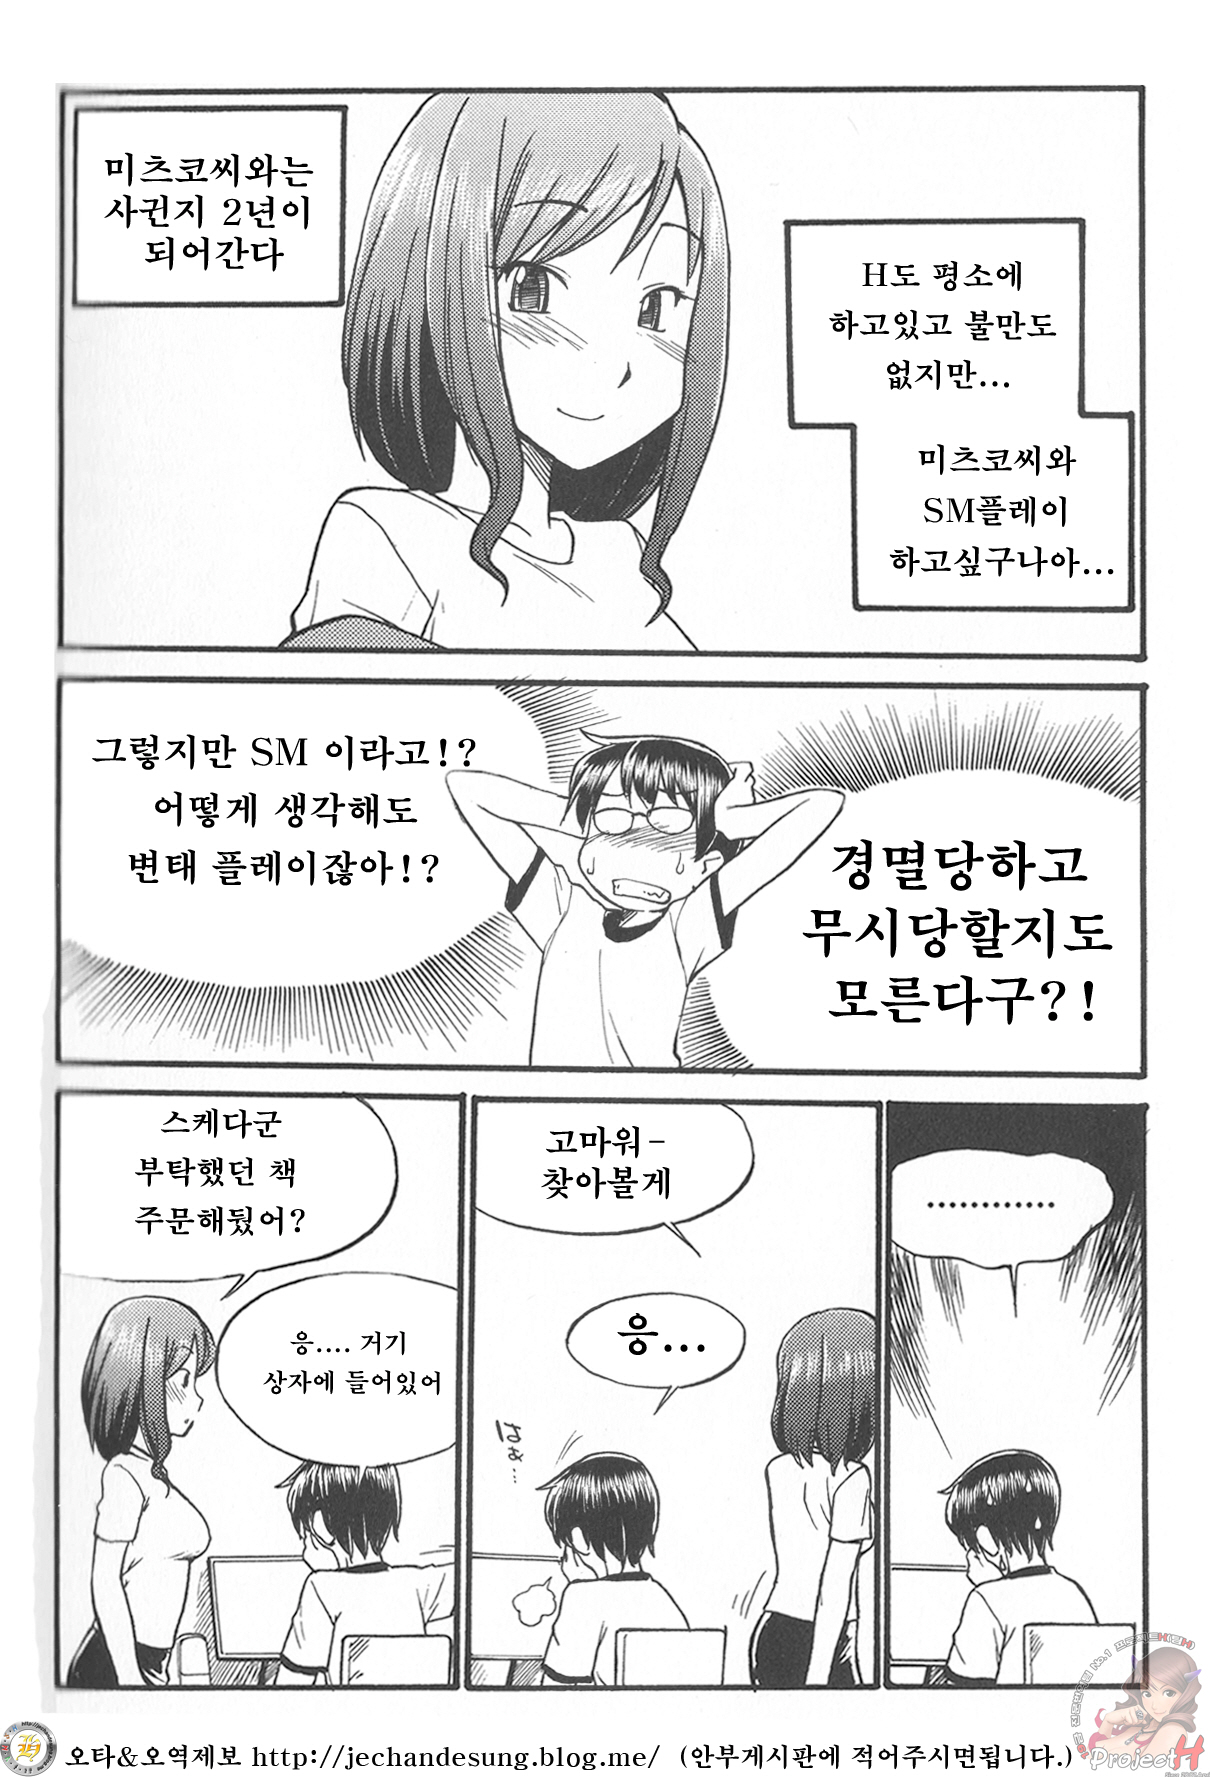 미츠코씨와는
사귄지 2년이
되어간다
H도 평소에
하고있고 불만도
없지만...
미츠코씨와
SM플레이
하고싶구나아...
그렇지만 SM 이라고!?
어떻게 생각해도
변태 플레이잖아!?
경멸당하고
무시당할지도
모른다구?!
스케다군
부탁했던 책
주문해뒀어?
응.... 거기
상자에 들어있어
고마워-
찾아볼게
응...
はぁ…
............
오타&오역제보 http://jechandesung.blog.me/ (안부게시판에 적어주시면됩니다.)
Project H